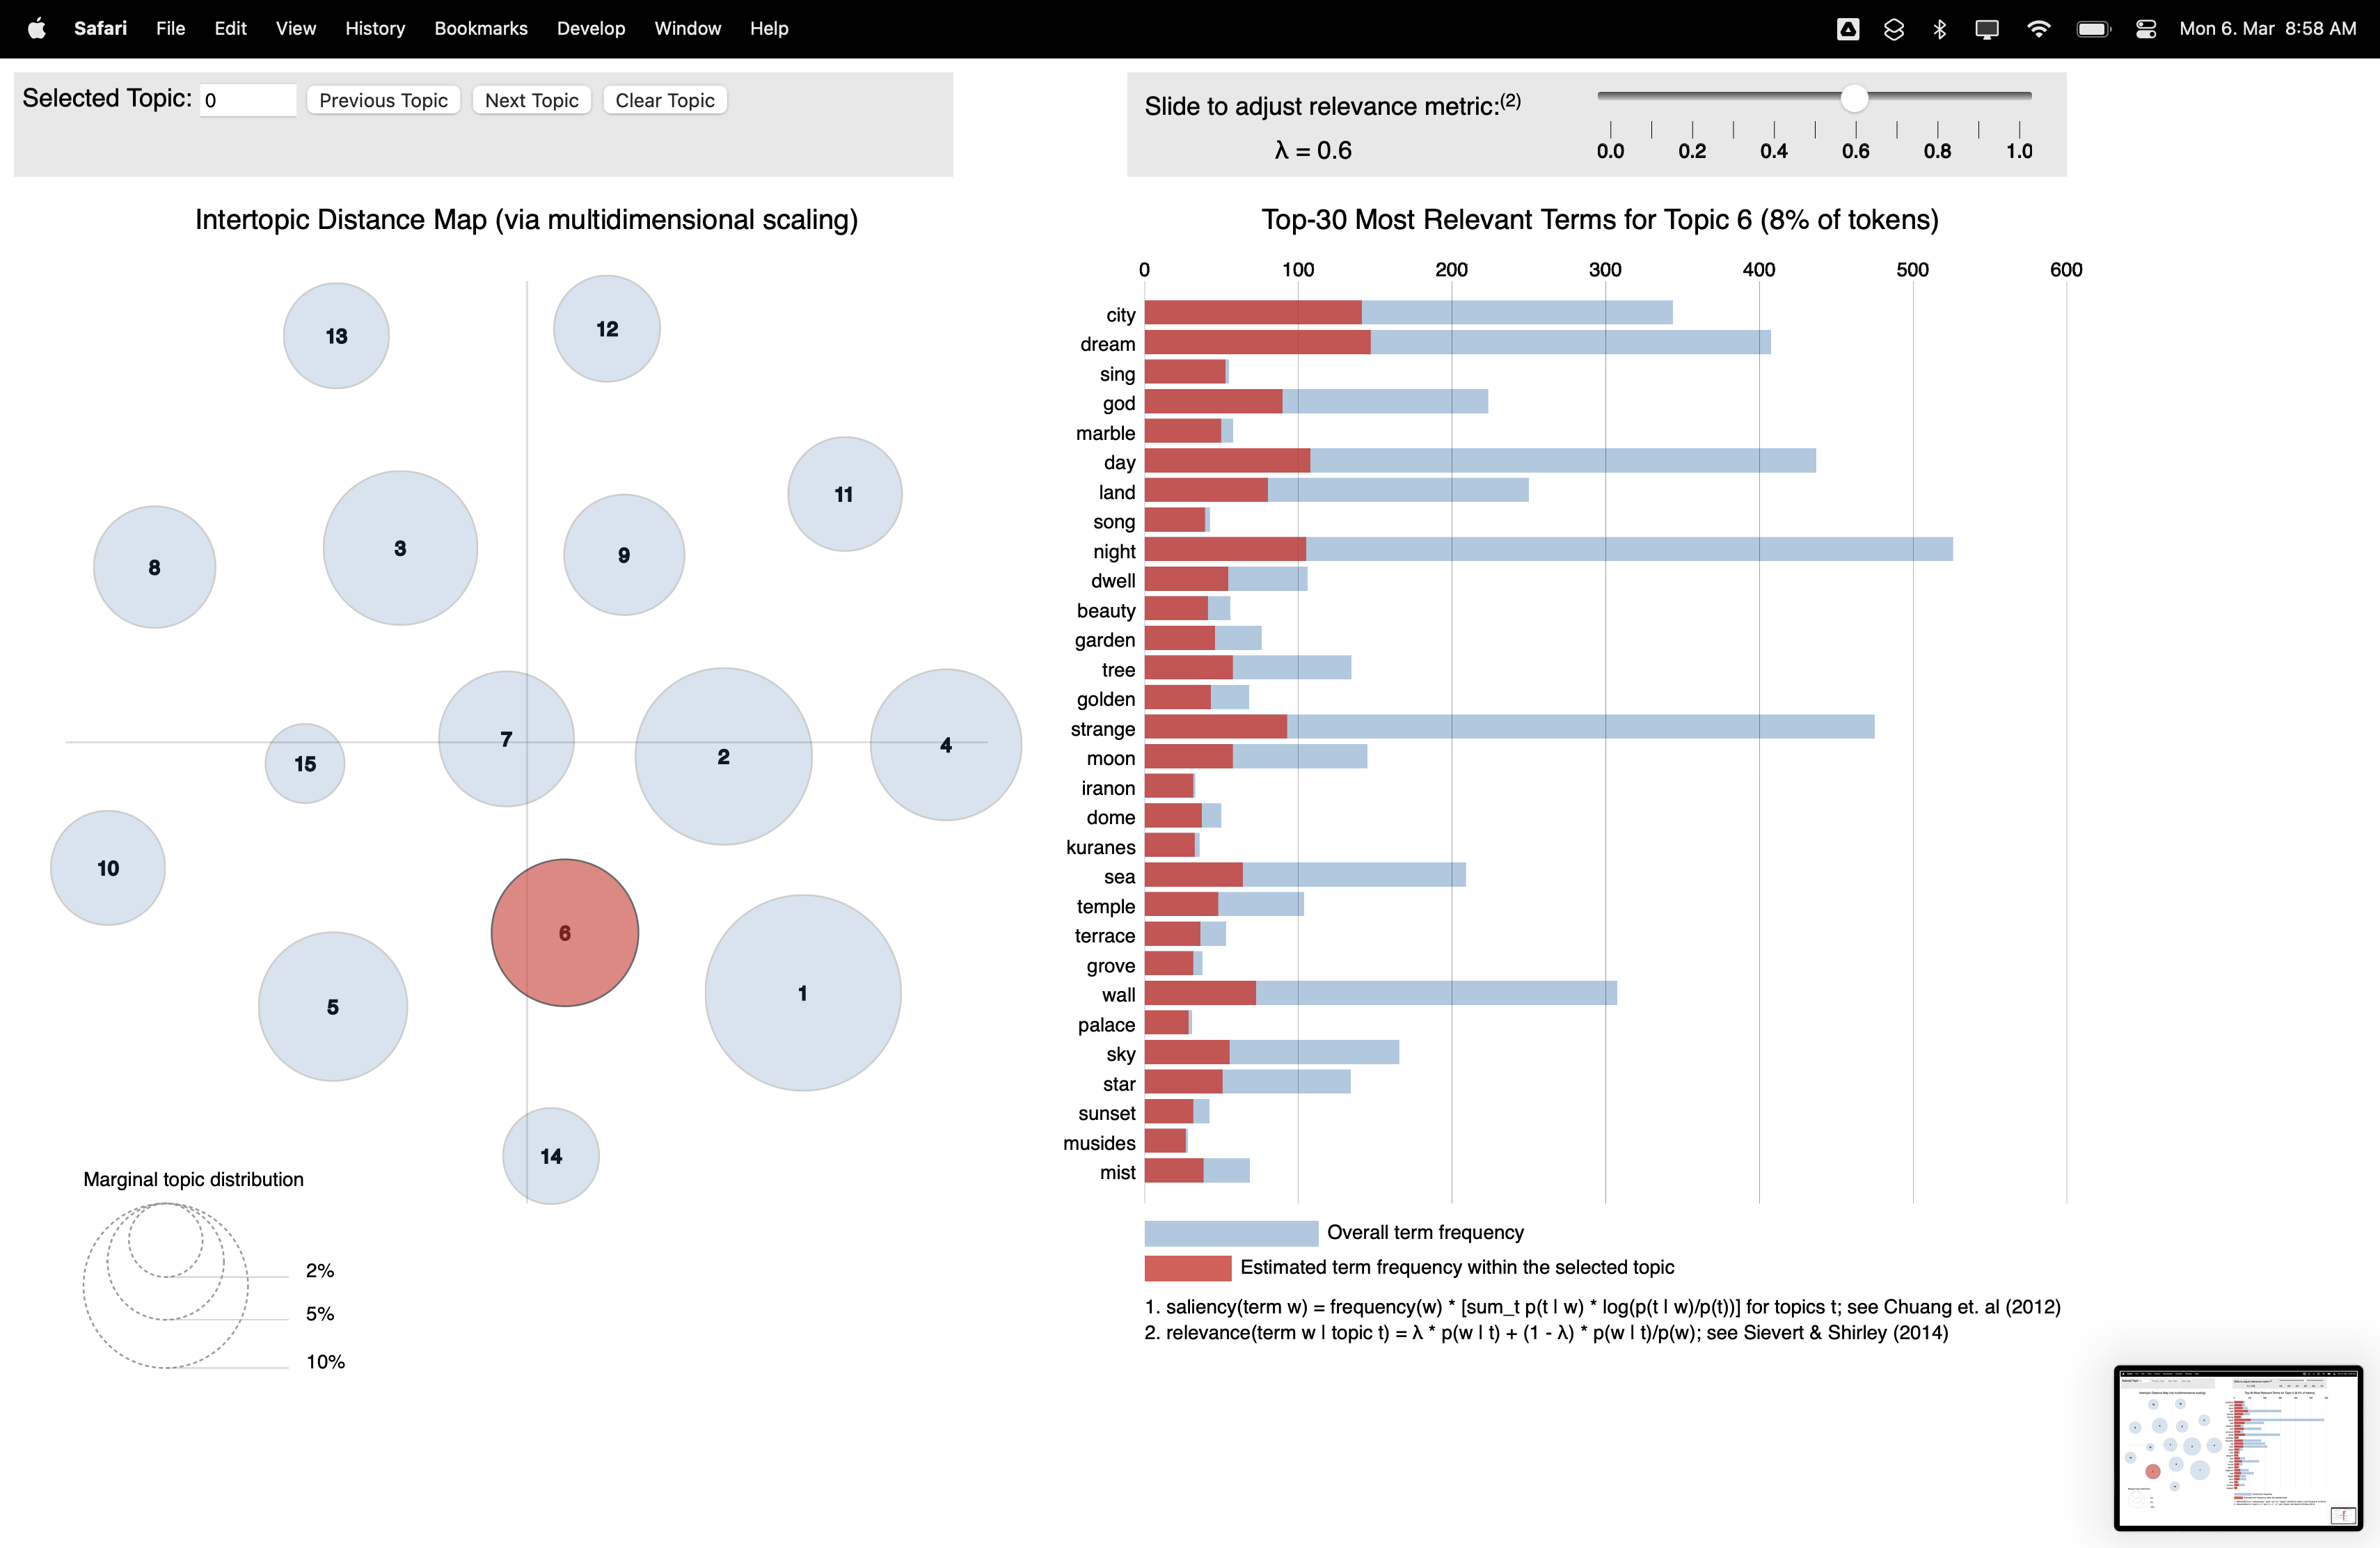 Safari File Edit View History Bookmarks Develop Window Help Mon 6. Mar 8:58 AM
Selected Topic: 0 Previous Topic Next Topic Clear Topic
Slide to adjust relevance metric:(2)
λ = 0.6
0.0 0.2 0.4 0.6 0.8 1.0
Intertopic Distance Map (via multidimensional scaling)
13
12
11
3
9
8
7
4
2
15
10
6
1
5
14
Marginal topic distribution
2%
5%
10%
Top-30 Most Relevant Terms for Topic 6 (8% of tokens)
0 100 200 300 400 500 600
city
dream
sing
god
marble
day
land
song
night
dwell
beauty
garden
tree
golden
strange
moon
iranon
dome
kuranes
sea
temple
terrace
grove
wall
palace
sky
star
sunset
musides
mist
Overall term frequency
Estimated term frequency within the selected topic
1. saliency(term w) = frequency(w) * [sum_t p(t | w) * log(p(t | w)/p(t))] for topics t; see Chuang et. al (2012)
2. relevance(term w | topic t) = λ * p(w | t) + (1 - λ) * p(w | t)/p(w); see Sievert & Shirley (2014)